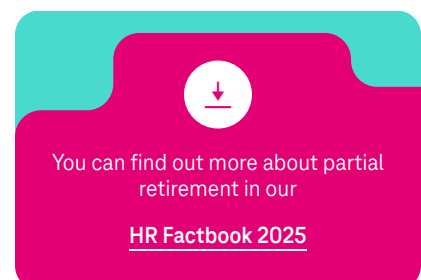 You can find out more about partial
retirement in our
HR Factbook 2025